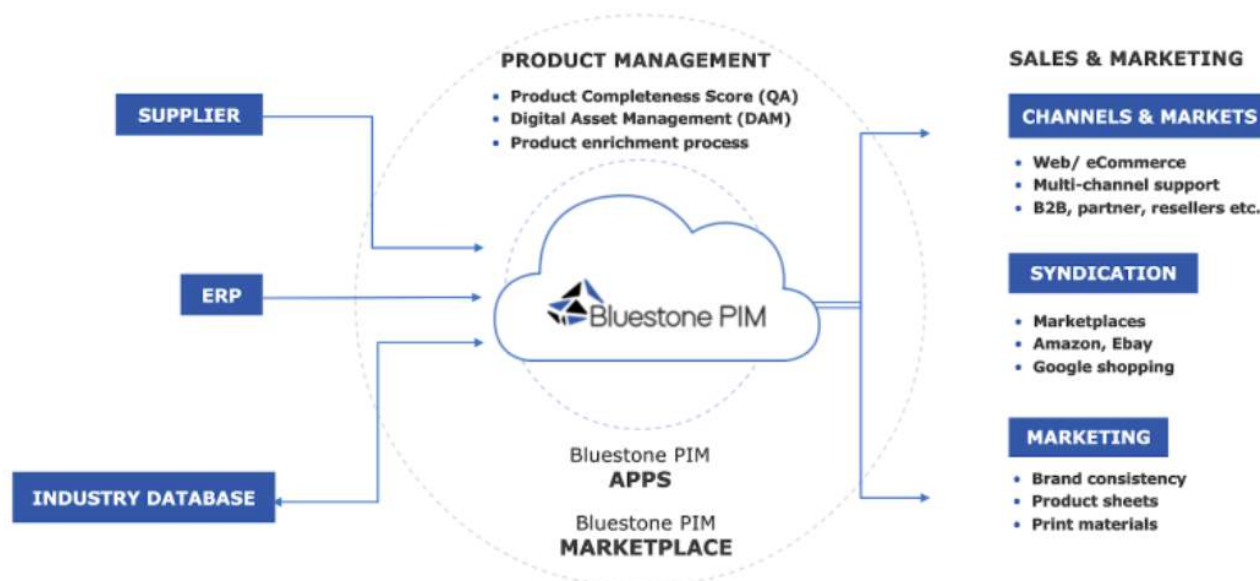 SUPPLIER
ERP
INDUSTRY DATABASE
PRODUCT MANAGEMENT
• Product Completeness Score (QA)
• Digital Asset Management (DAM)
• Product enrichment process
Bluestone PIM
Bluestone PIM
APPS
Bluestone PIM
MARKETPLACE
SALES & MARKETING
CHANNELS & MARKETS
• Web/ eCommerce
• Multi-channel support
• B2B, partner, resellers etc.
SYNDICATION
• Marketplaces
• Amazon, Ebay
• Google shopping
MARKETING
• Brand consistency
• Product sheets
• Print materials